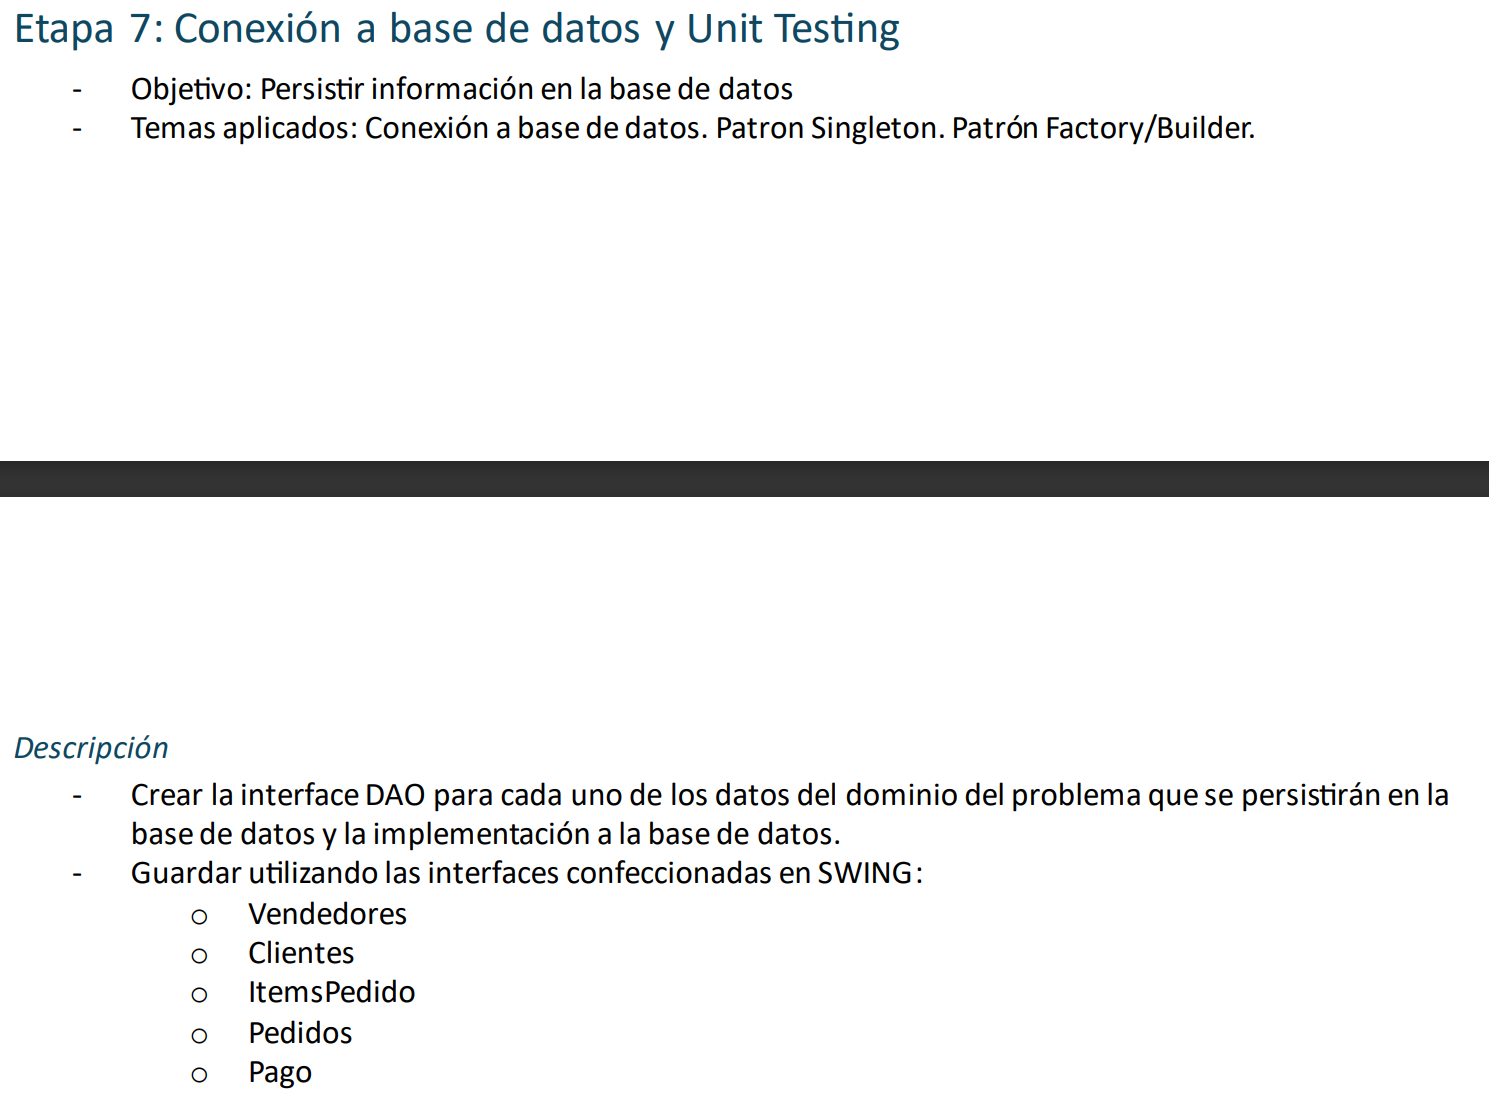 Etapa 7: Conexión a base de datos y Unit Testing
- Objetivo: Persistir información en la base de datos
- Temas aplicados: Conexión a base de datos. Patron Singleton. Patrón Factory/Builder.
Descripción
- Crear la interface DAO para cada uno de los datos del dominio del problema que se persistirán en la
base de datos y la implementación a la base de datos.
- Guardar utilizando las interfaces confeccionadas en SWING:
o Vendedores
o Clientes
o ItemsPedido
o Pedidos
o Pago